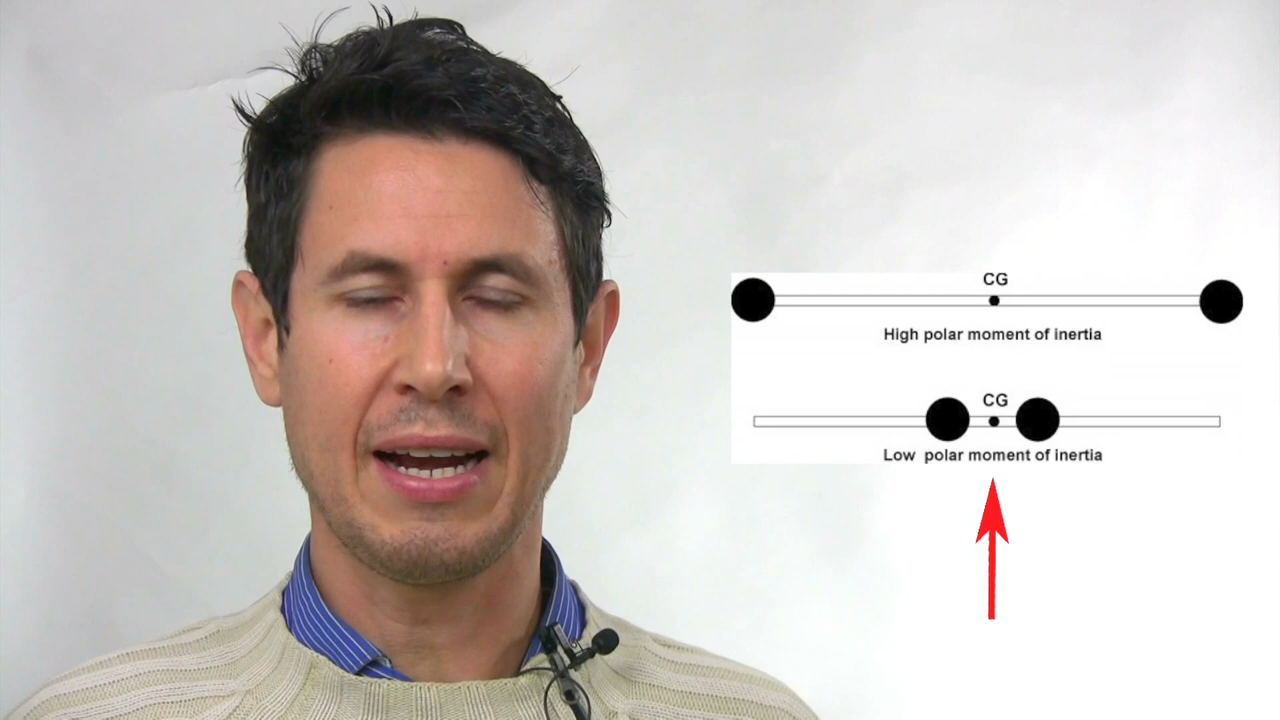 CG
High polar moment of inertia
CG
Low polar moment of inertia